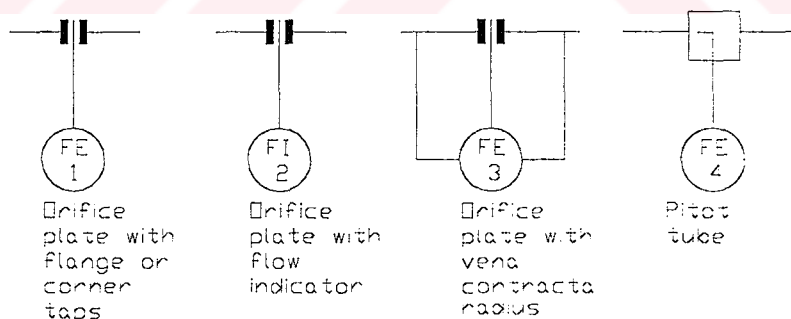 FE
1
Orifice
plate with
flange or
corner
taps
FI
2
Orifice
plate with
flow
indicator
FE
3
Orifice
plate with
vena
contracta
radius
FE
4
Pitot
tube